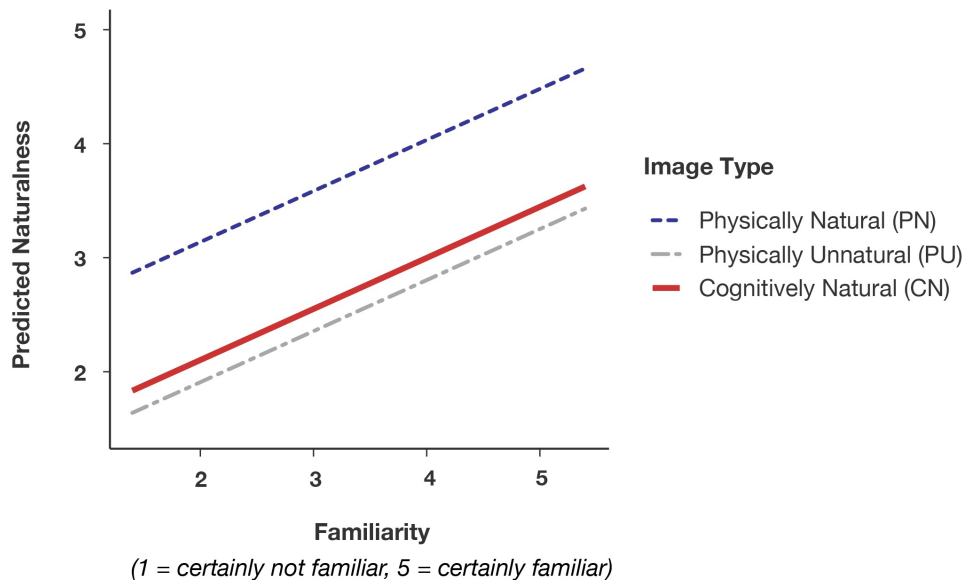 Predicted Naturalness
5
4
3
2
2 3 4 5
Familiarity
(1 = certainly not familiar, 5 = certainly familiar)
Image Type
Physically Natural (PN)
Physically Unnatural (PU)
Cognitively Natural (CN)